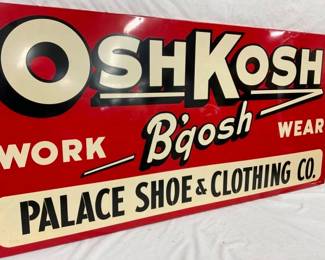 OSHKOSH
B'gosh
WORK WEAR
PALACE SHOE & CLOTHING CO.